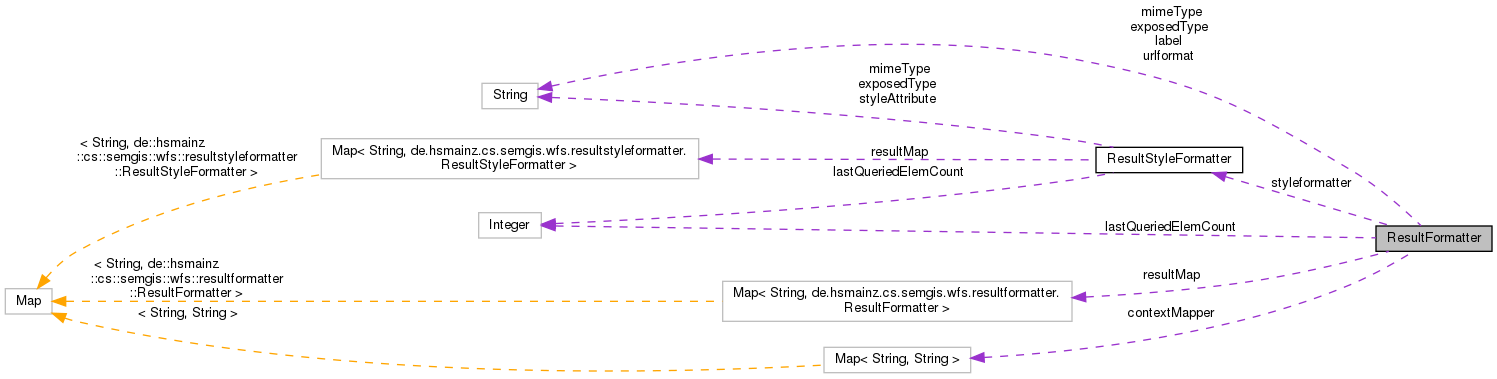 mimeType
exposedType
label
urlformat
mimeType
exposedType
styleAttribute
String
< String, de::hsmainz
::cs::semgis::wfs::resultstyleformatter
::ResultStyleFormatter >
Map< String, de.hsmainz.cs.semgis.wfs.resultstyleformatter.
ResultStyleFormatter >
resultMap
ResultStyleFormatter
lastQueriedElemCount
styleformatter
Integer
lastQueriedElemCount
ResultFormatter
< String, de::hsmainz
::cs::semgis::wfs::resultformatter
::ResultFormatter >
resultMap
Map
Map< String, de.hsmainz.cs.semgis.wfs.resultformatter.
ResultFormatter >
< String, String >
contextMapper
Map< String, String >